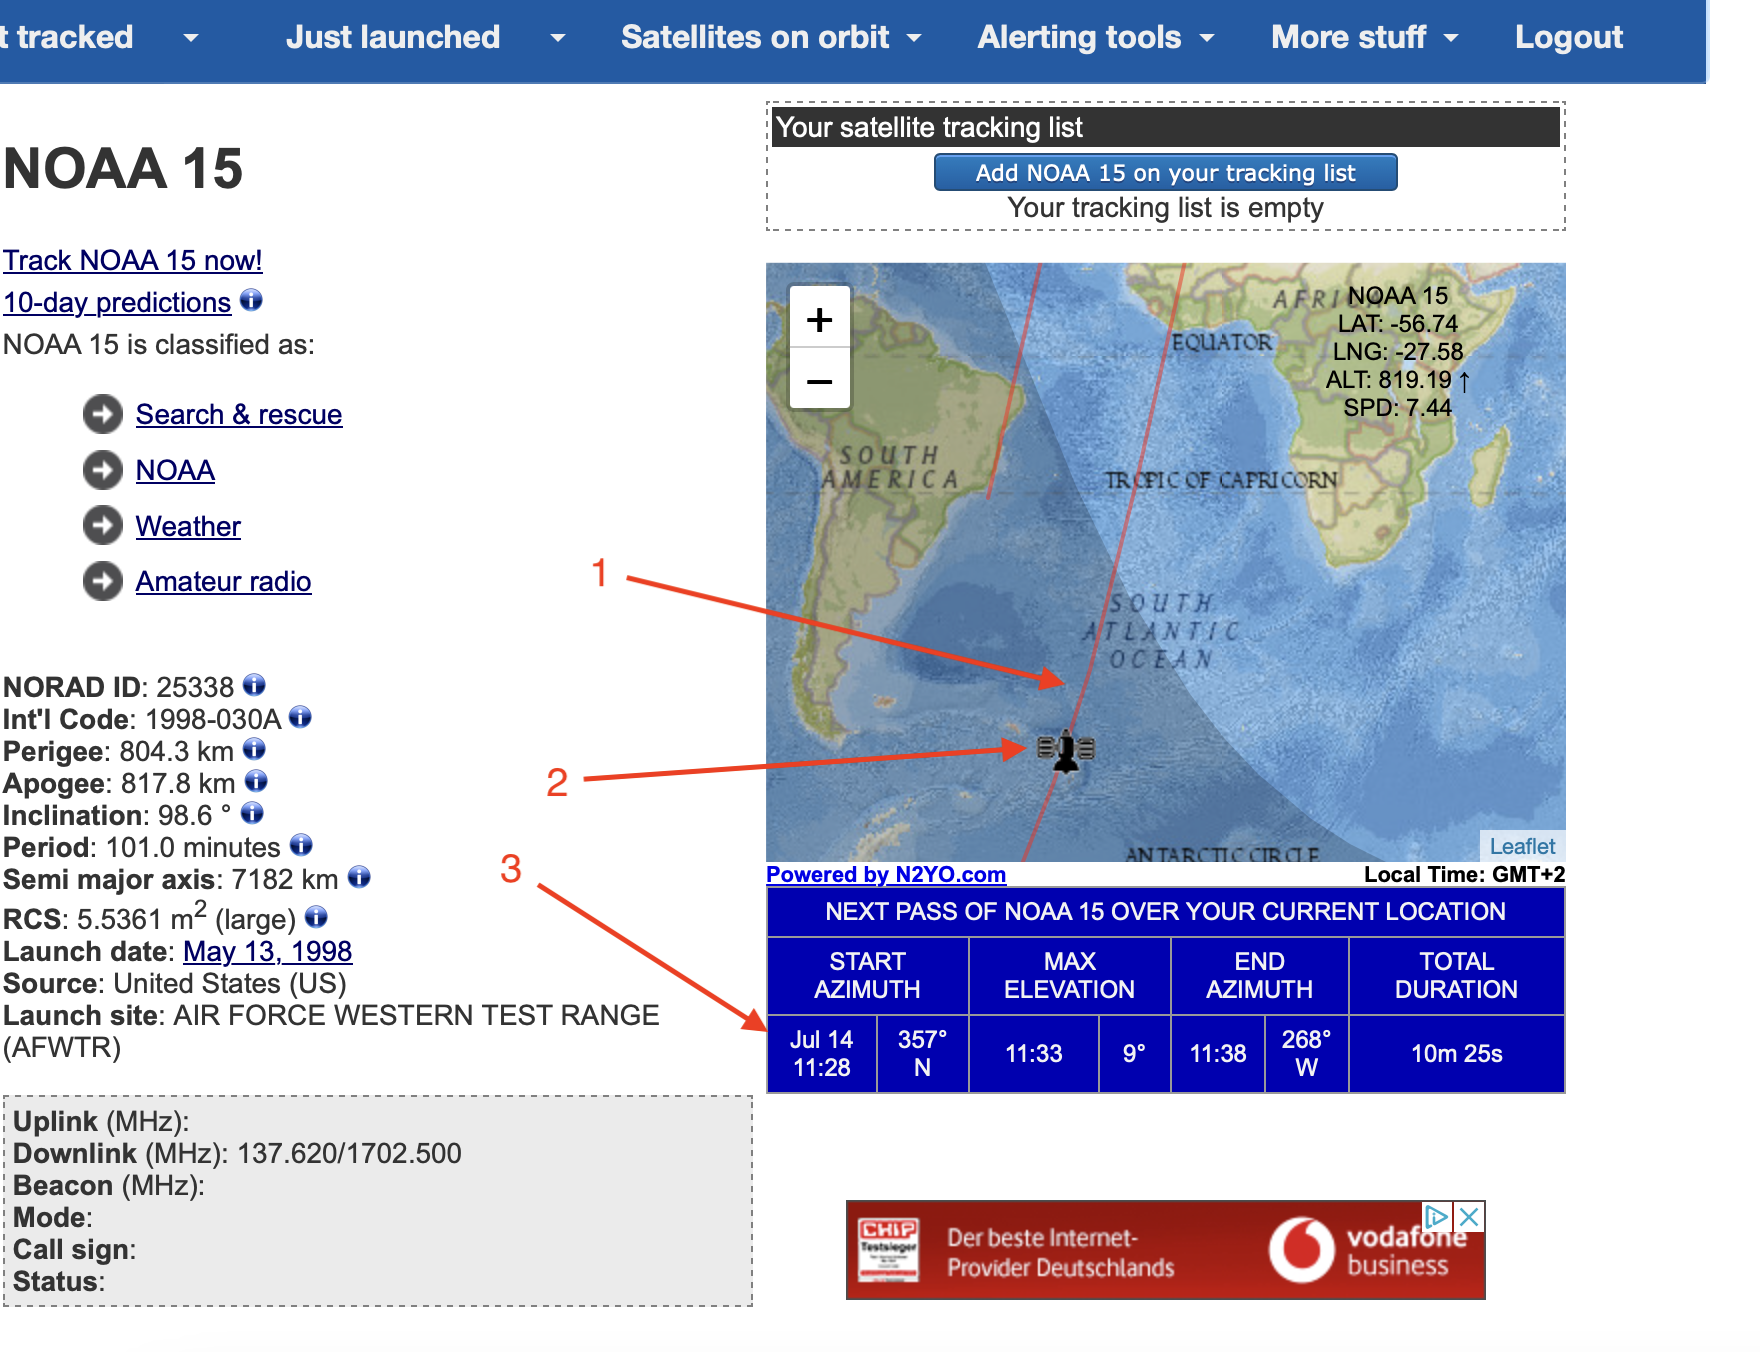 t tracked
Just launched
Satellites on orbit
Alerting tools
More stuff
Logout
NOAA 15
Track NOAA 15 now!
10-day predictions
NOAA 15 is classified as:
Search & rescue
NOAA
Weather
Amateur radio
NORAD ID: 25338
Int'l Code: 1998-030A
Perigee: 804.3 km
Apogee: 817.8 km
Inclination: 98.6 °
Period: 101.0 minutes
Semi major axis: 7182 km
RCS: 5.5361 m2 (large)
Launch date: May 13, 1998
Source: United States (US)
Launch site: AIR FORCE WESTERN TEST RANGE
(AFWTR)
Uplink (MHz):
Downlink (MHz): 137.620/1702.500
Beacon (MHz):
Mode:
Call sign:
Status:
1
2
3
Your satellite tracking list
Add NOAA 15 on your tracking list
Your tracking list is empty
+
−
AFRICA
NOAA 15
LAT: -56.74
LNG: -27.58
ALT: 819.19 ↑
SPD: 7.44
EQUATOR
SOUTH
AMERICA
TROPIC OF CAPRICORN
SOUTH
ATLANTIC
OCEAN
ANTARCTIC CIRCLE
Leaflet
Powered by N2YO.com
Local Time: GMT+2
NEXT PASS OF NOAA 15 OVER YOUR CURRENT LOCATION
START
AZIMUTH
MAX
ELEVATION
END
AZIMUTH
TOTAL
DURATION
Jul 14
11:28
357°
N
11:33
9°
11:38
268°
W
10m 25s
CHIP
Testsieger
Der beste Internet-
Provider Deutschlands
vodafone
business